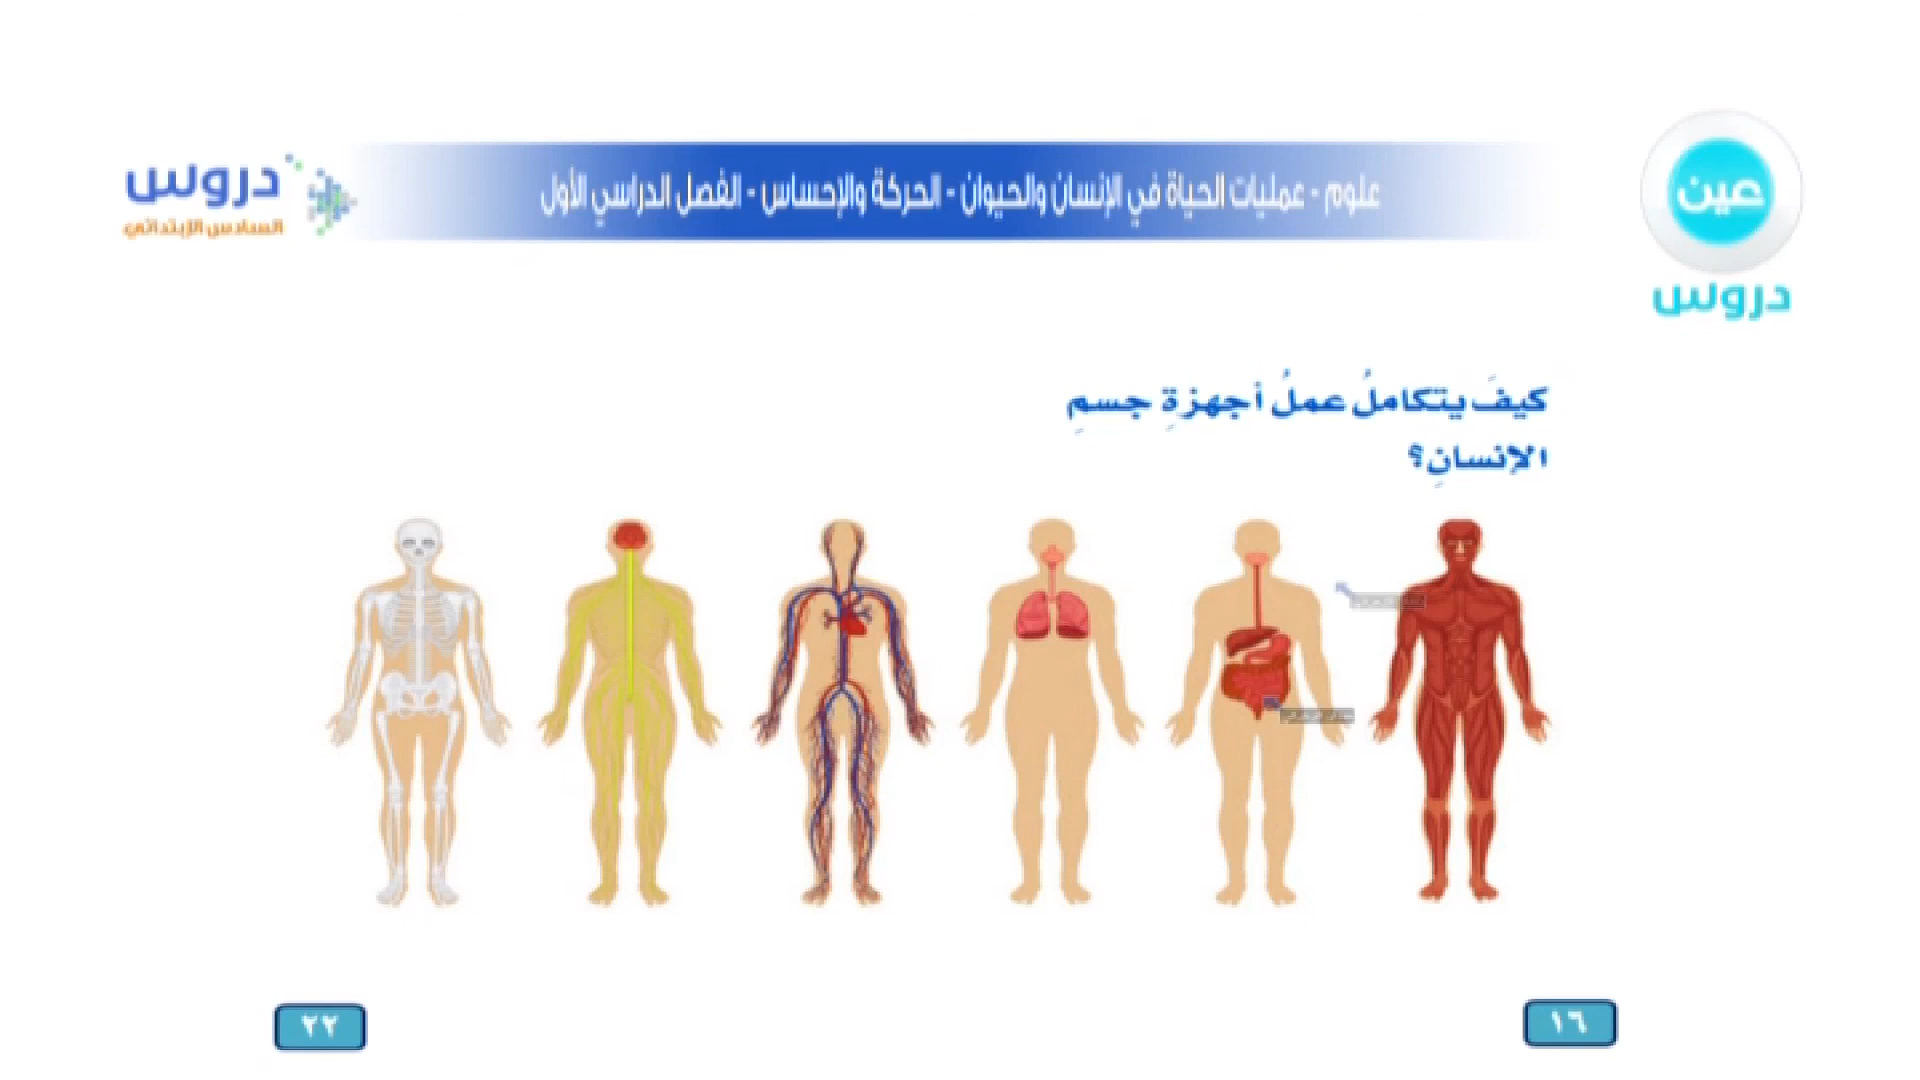 عين
دروس
علوم - عمليات الحياة في الإنسان والحيوان - الحركة والإحساس - الفصل الدراسي الأول
دروس
السادس الإبتدائي
كيفَ يتكاملُ عملُ أجهزةِ جسمِ
الإنسانِ؟
١٦
٢٢